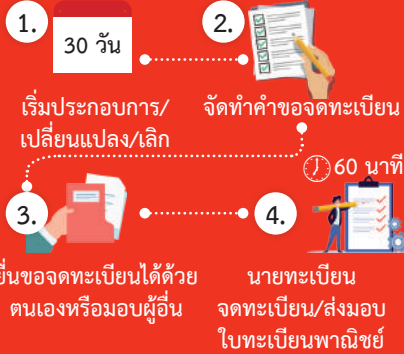 1.
30 วัน
เริ่มประกอบการ/
เปลี่ยนแปลง/เลิก
2.
จัดทำคำขอจดทะเบียน
60 นาที
3.
ยื่นขอจดทะเบียนได้ด้วย
ตนเองหรือมอบผู้อื่น
4.
นายทะเบียน
จดทะเบียน/ส่งมอบ
ใบทะเบียนพาณิชย์